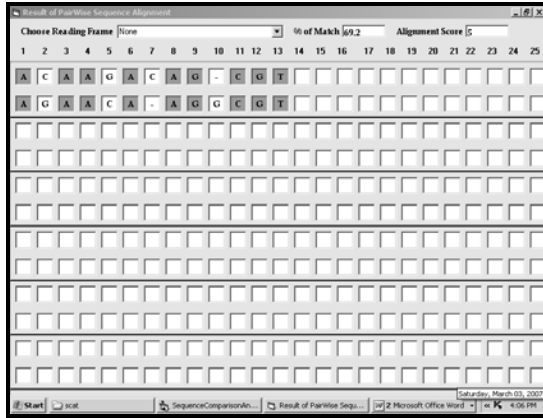 Result of PairWise Sequence Alignment
Choose Reading Frame None % of Match 69.2 Alignment Score 5
1 2 3 4 5 6 7 8 9 10 11 12 13 14 15 16 17 18 19 20 21 22 23 24 25
A C A A G A C A G - C G T
A G A A C A - A G G C G T
Saturday, March 03, 2007
Start scat SequenceComparisonAn... Result of PairWise Sequ... 2 Microsoft Office Word « K 4:06 PM